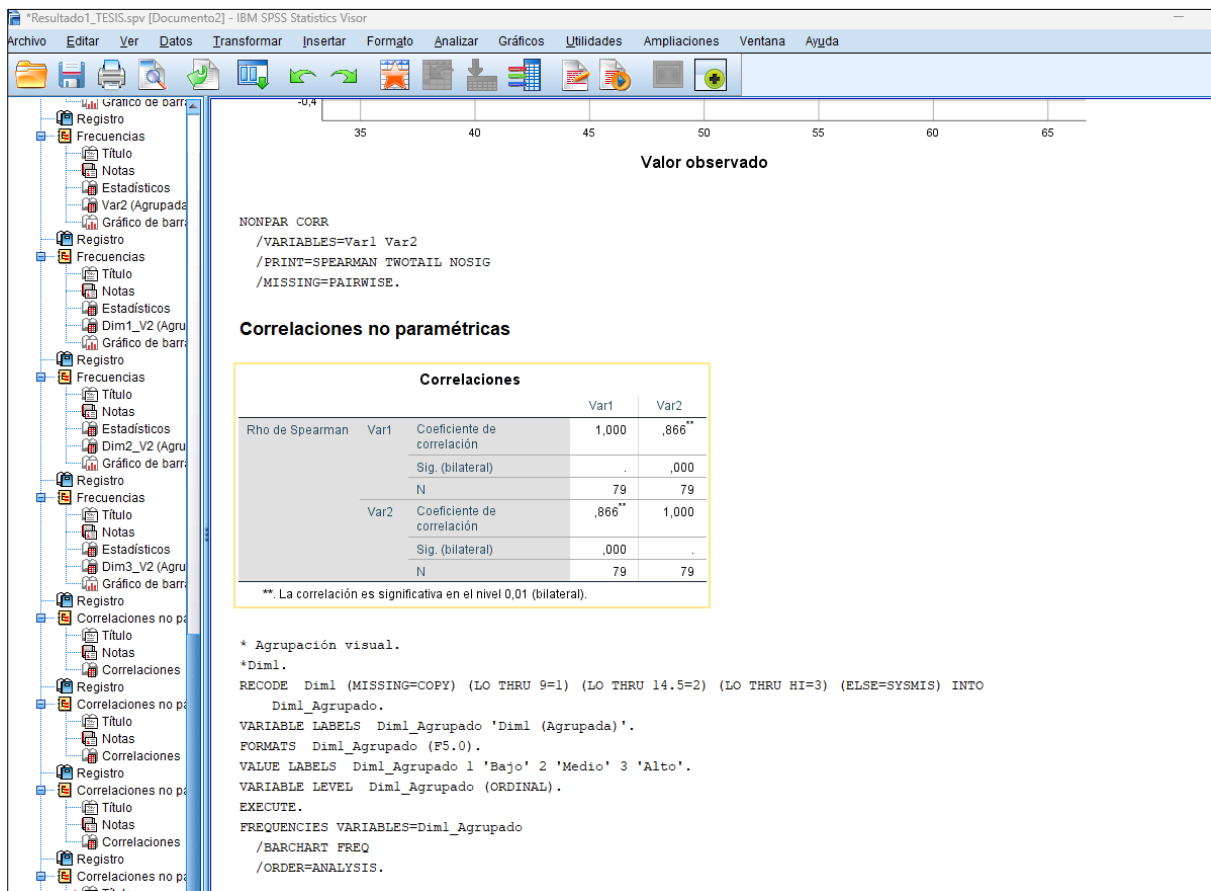 *Resultado1_TESIS.spv [Documento2] - IBM SPSS Statistics Visor
Archivo Editar Ver Datos Transformar Insertar Formato Analizar Gráficos Utilidades Ampliaciones Ventana Ayuda
Gráfico de barra
Registro
Frecuencias
Título
Notas
Estadísticos
Var2 (Agrupada
Gráfico de barra
Registro
Frecuencias
Título
Notas
Estadísticos
Dim1_V2 (Agru
Gráfico de barra
Registro
Frecuencias
Título
Notas
Estadísticos
Dim2_V2 (Agru
Gráfico de barra
Registro
Frecuencias
Título
Notas
Estadísticos
Dim3_V2 (Agru
Gráfico de barra
Registro
Correlaciones no pa
Título
Notas
Correlaciones
Registro
Correlaciones no pa
Título
Notas
Correlaciones
Registro
Correlaciones no pa
Título
Notas
Correlaciones
Registro
Correlaciones no pa
-0,4
35 40 45 50 55 60 65
Valor observado
NONPAR CORR
/VARIABLES=Var1 Var2
/PRINT=SPEARMAN TWOTAIL NOSIG
/MISSING=PAIRWISE.
Correlaciones no paramétricas
Correlaciones
Var1 Var2
Rho de Spearman Var1 Coeficiente de correlación 1,000 ,866**
Sig. (bilateral) . ,000
N 79 79
Var2 Coeficiente de correlación ,866** 1,000
Sig. (bilateral) ,000 .
N 79 79
**. La correlación es significativa en el nivel 0,01 (bilateral).
* Agrupación visual.
*Dim1.
RECODE Dim1 (MISSING=COPY) (LO THRU 9=1) (LO THRU 14.5=2) (LO THRU HI=3) (ELSE=SYSMIS) INTO
Dim1_Agrupado.
VARIABLE LABELS Dim1_Agrupado 'Dim1 (Agrupada)'.
FORMATS Dim1_Agrupado (F5.0).
VALUE LABELS Dim1_Agrupado 1 'Bajo' 2 'Medio' 3 'Alto'.
VARIABLE LEVEL Dim1_Agrupado (ORDINAL).
EXECUTE.
FREQUENCIES VARIABLES=Dim1_Agrupado
/BARCHART FREQ
/ORDER=ANALYSIS.